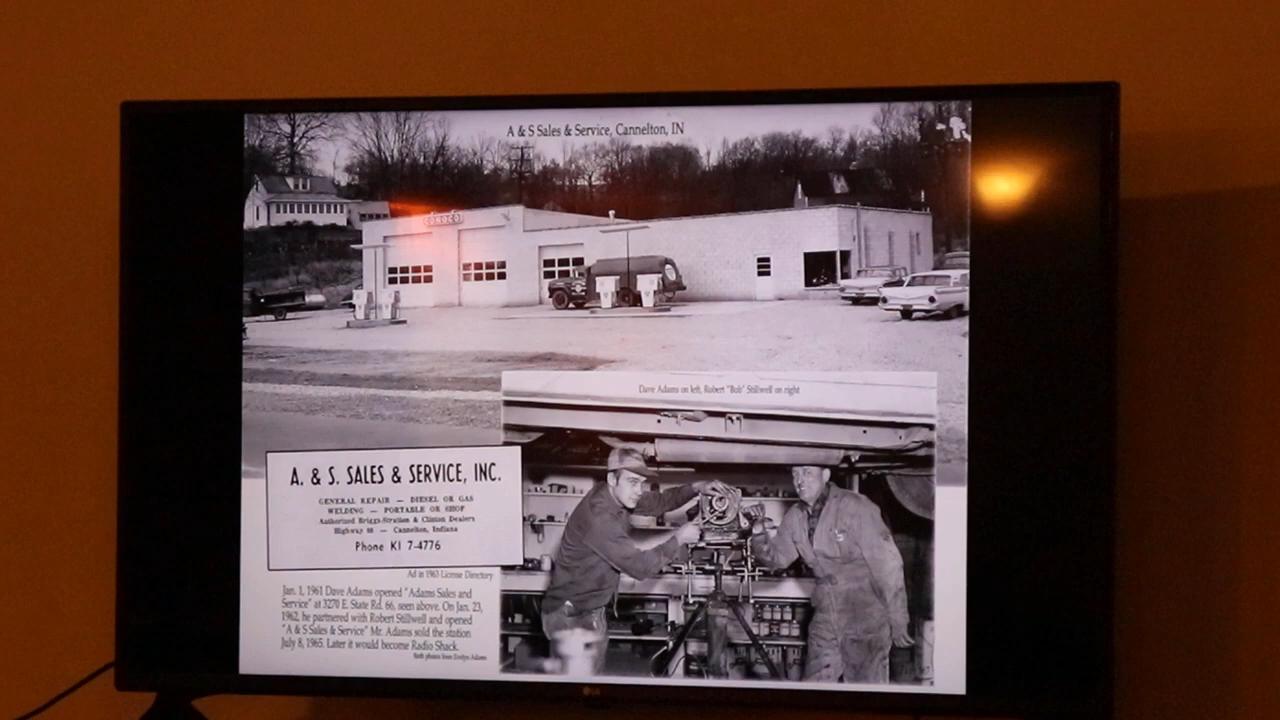 A & S Sales & Service, Cannelton, IN
CONOCO
Dave Adams on left, Robert "Bob" Stillwell on right
A. & S. SALES & SERVICE, INC.
GENERAL REPAIR — DIESEL OR GAS
WELDING — PORTABLE OR SHOP
Authorized Briggs-Stratton & Clinton Dealers
Highway 66 — Cannelton, Indiana
Phone KI 7-4776
Ad in 1963 License Directory
Jan. 1, 1961 Dave Adams opened "Adams Sales and
Service" at 3270 E. State Rd. 66, seen above. On Jan. 23,
1962, he partnered with Robert Stillwell and opened
"A & S Sales & Service" Mr. Adams sold the station
July 8, 1965. Later it would become Radio Shack.
Both photos from Evelyn Adams
LG